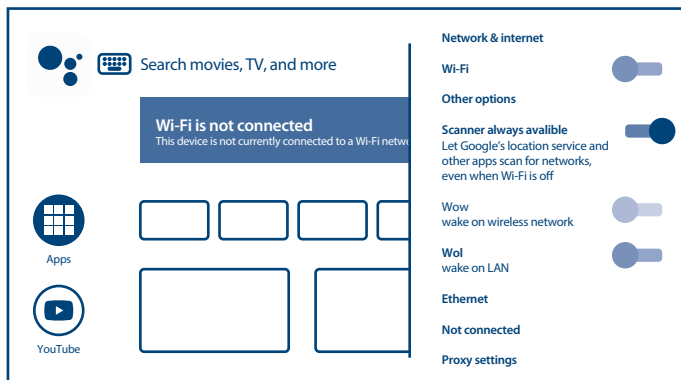 Search movies, TV, and more
Wi-Fi is not connected
This device is not currently connected to a Wi-Fi netwo
Apps
YouTube
Network & internet
Wi-Fi
Other options
Scanner always avalible
Let Google's location service and
other apps scan for networks,
even when Wi-Fi is off
Wow
wake on wireless network
Wol
wake on LAN
Ethernet
Not connected
Proxy settings